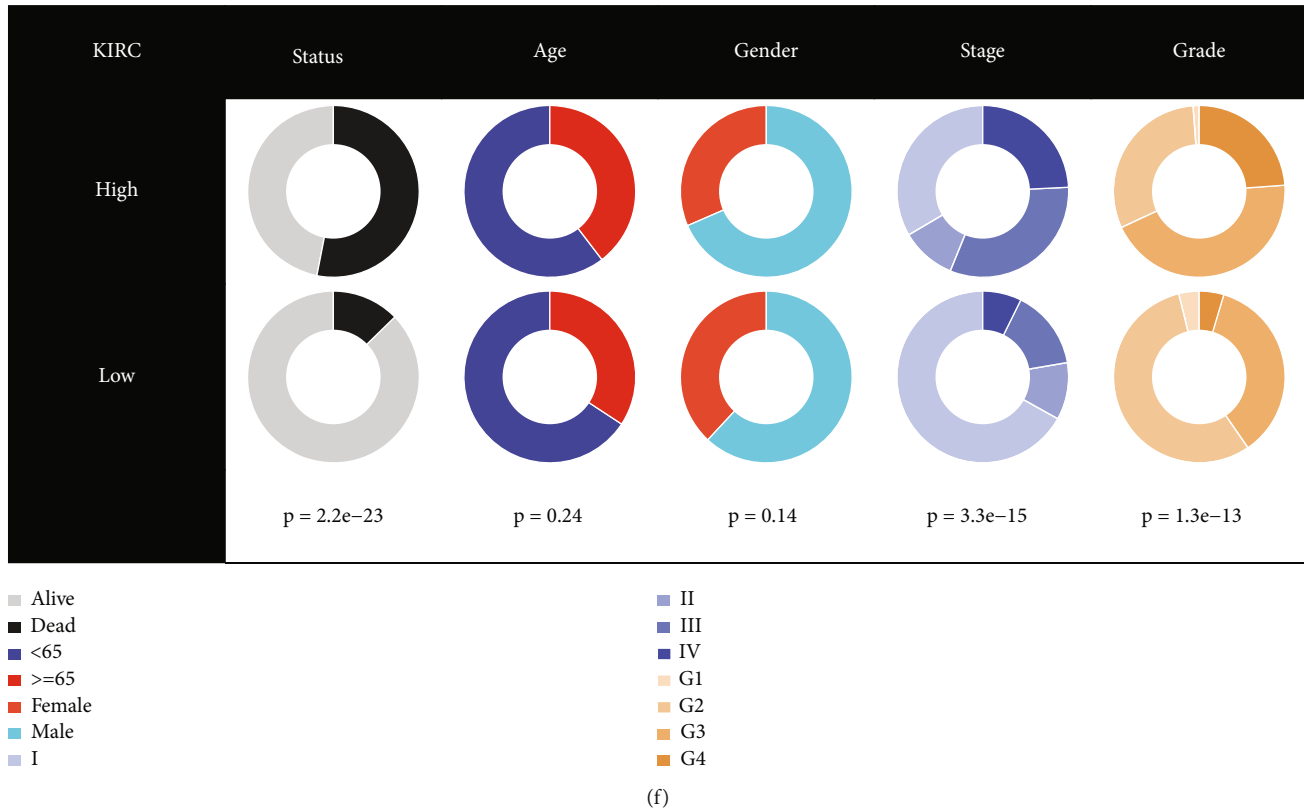 KIRC Status Age Gender Stage Grade
High
Low
p = 2.2e−23 p = 0.24 p = 0.14 p = 3.3e−15 p = 1.3e−13
Alive
Dead
<65
>=65
Female
Male
I
II
III
IV
G1
G2
G3
G4
(f)